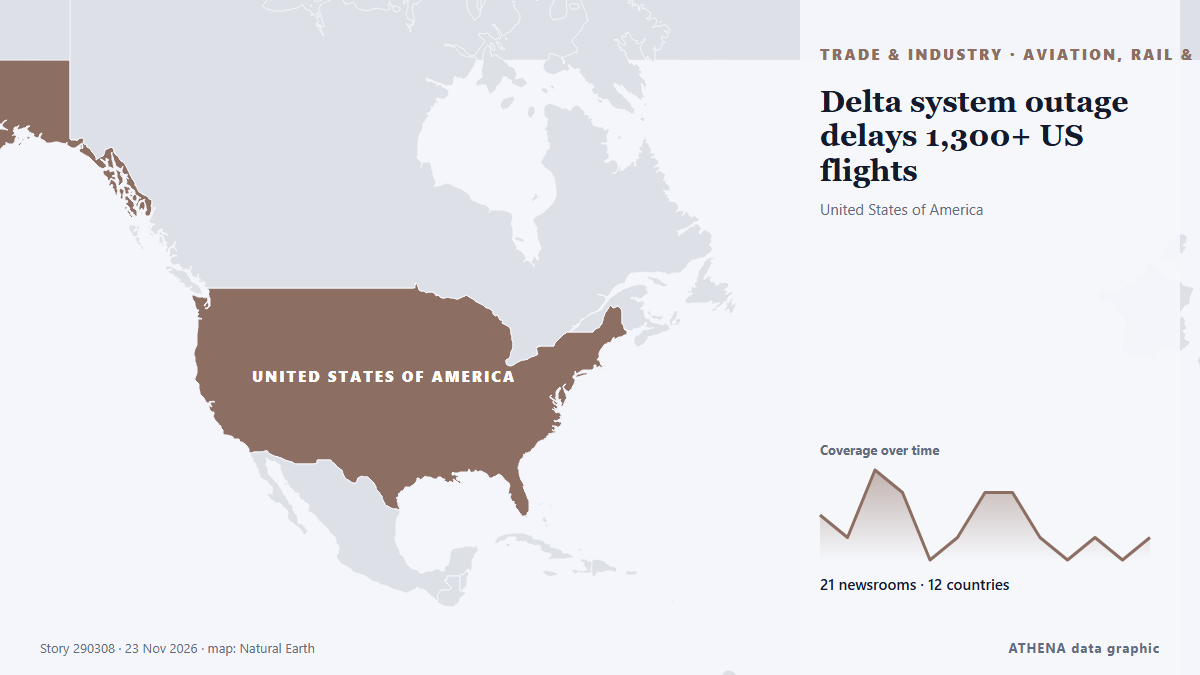 TRADE & INDUSTRY · AVIATION, RAIL &
Delta system outage
delays 1,300+ US
flights
United States of America
UNITED STATES OF AMERICA
Coverage over time
21 newsrooms · 12 countries
Story 290308 · 23 Nov 2026 · map: Natural Earth
ATHENA data graphic